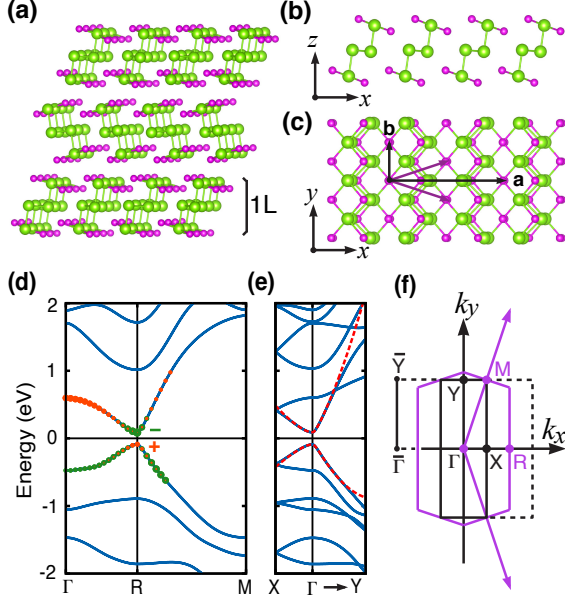 (a)
1L
(b)
z
x
(c)
b
a
y
x
(d)
Energy (eV)
2
1
0
-1
-2
−
+
Γ
R
M
(e)
X
Γ
Y
(f)
ky
kx
Y̅
Γ̅
Y
M
Γ
X
R